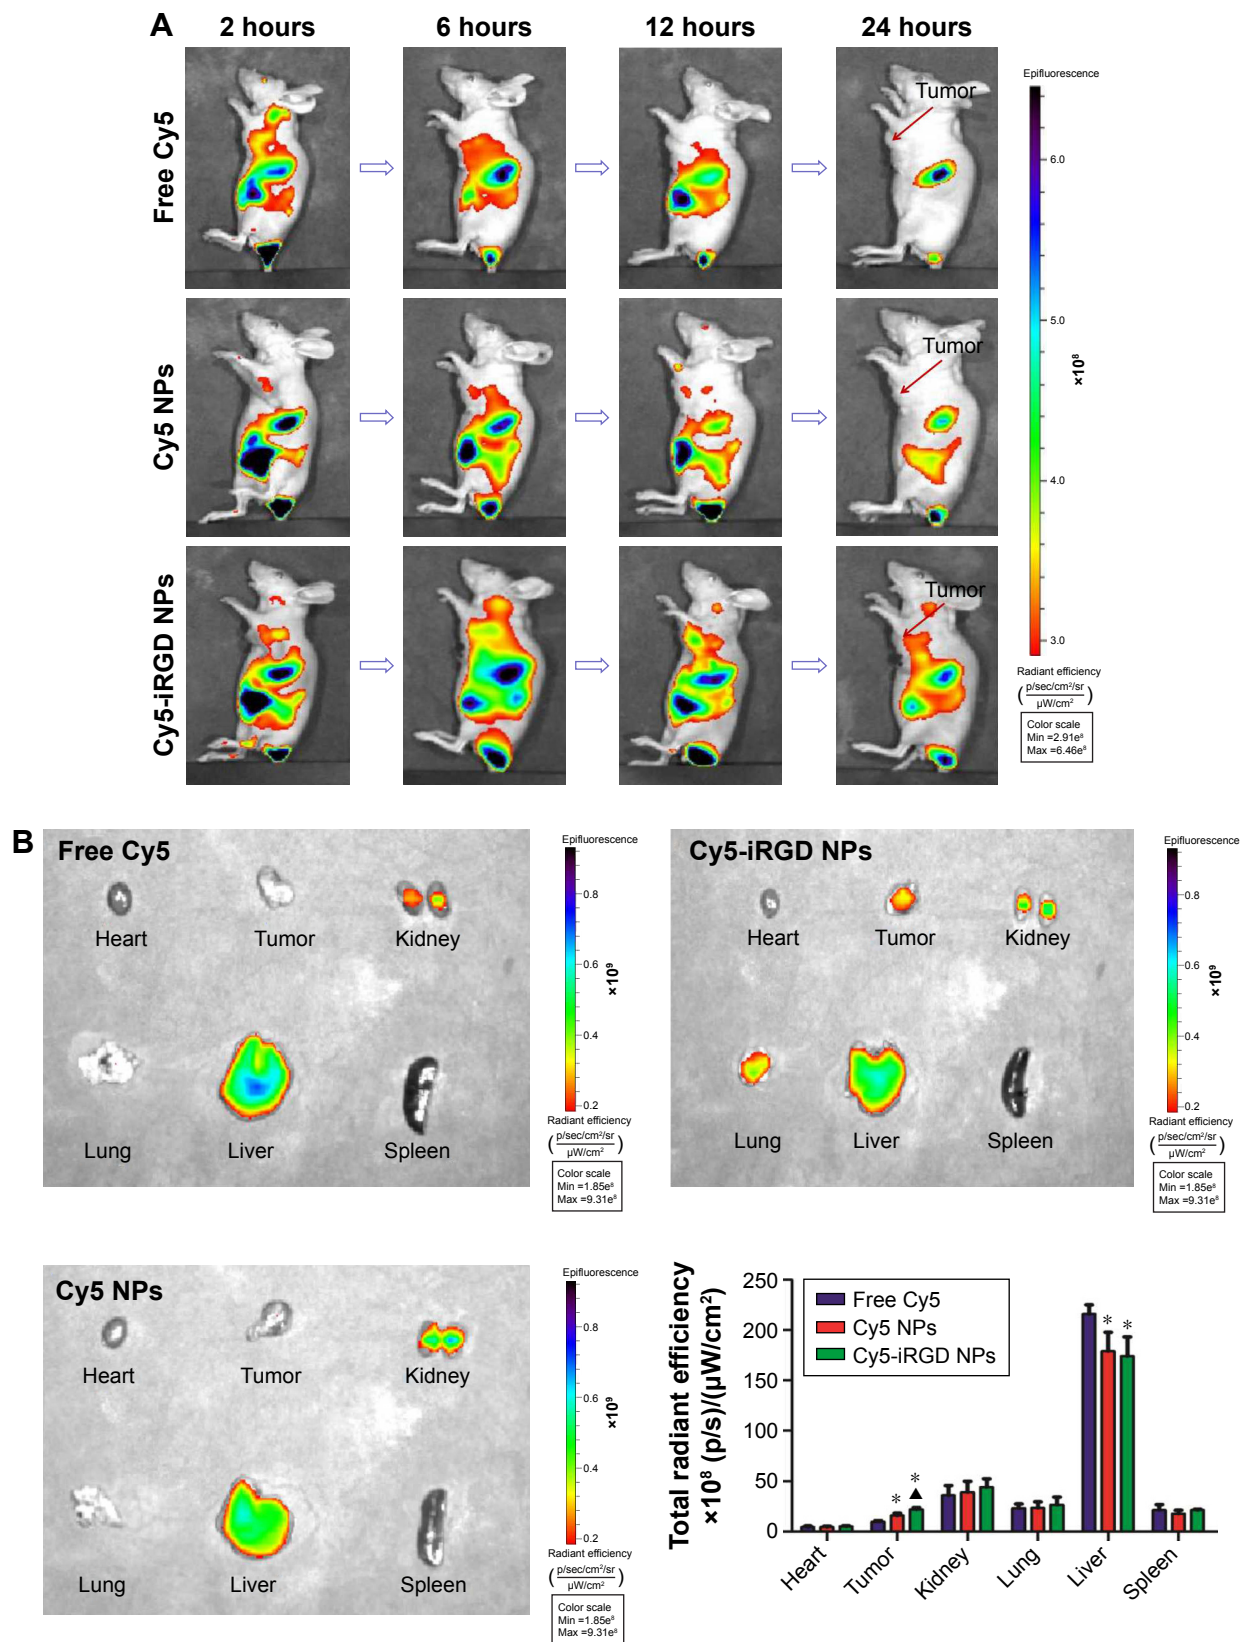 A
2 hours
6 hours
12 hours
24 hours
Free Cy5
Tumor
Cy5 NPs
Tumor
Cy5-iRGD NPs
Tumor
Epifluorescence
6.0
5.0
4.0
3.0
×10⁸
Radiant efficiency
(p/sec/cm²/sr
µW/cm²)
Color scale
Min =2.91e⁸
Max =6.46e⁸
B
Free Cy5
Heart
Tumor
Kidney
Lung
Liver
Spleen
Epifluorescence
0.8
0.6
0.4
0.2
×10⁹
Radiant efficiency
(p/sec/cm²/sr
µW/cm²)
Color scale
Min =1.85e⁸
Max =9.31e⁸
Cy5-iRGD NPs
Heart
Tumor
Kidney
Lung
Liver
Spleen
Epifluorescence
0.8
0.6
0.4
0.2
×10⁹
Radiant efficiency
(p/sec/cm²/sr
µW/cm²)
Color scale
Min =1.85e⁸
Max =9.31e⁸
Cy5 NPs
Heart
Tumor
Kidney
Lung
Liver
Spleen
Epifluorescence
0.8
0.6
0.4
0.2
×10⁹
Radiant efficiency
(p/sec/cm²/sr
µW/cm²)
Color scale
Min =1.85e⁸
Max =9.31e⁸
Total radiant efficiency
×10⁸ (p/s)/(µW/cm²)
250
200
150
100
50
0
Free Cy5
Cy5 NPs
Cy5-iRGD NPs
*
*
▲
*
*
Heart
Tumor
Kidney
Lung
Liver
Spleen